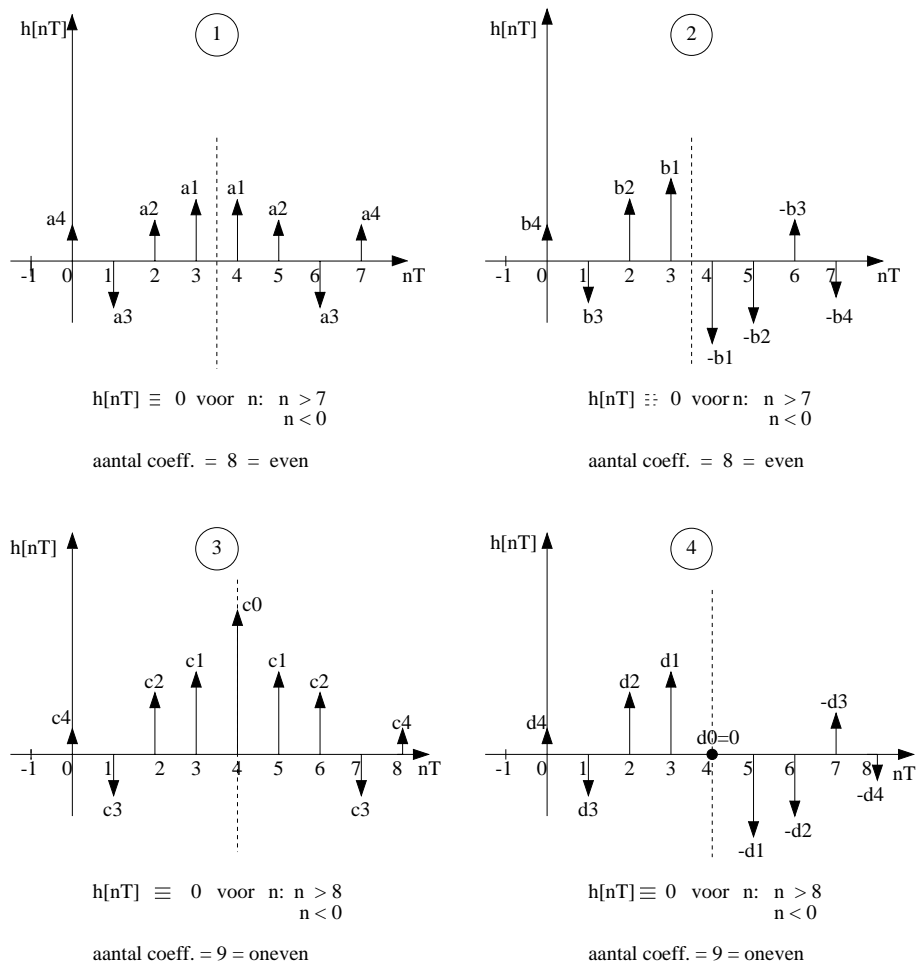 h[nT]
1
a1 a1
a4 a2 a2 a4
-1 0 1 2 3 4 5 6 7 nT
a3 a3
h[nT] ≡ 0 voor n: n > 7
n < 0
aantal coeff. = 8 = even
h[nT]
2
b1
b2
b4 -b3
-1 0 1 2 3 4 5 6 7 nT
b3 -b4
-b2
-b1
h[nT] ≡ 0 voor n: n > 7
n < 0
aantal coeff. = 8 = even
h[nT]
3
c0
c1 c1
c2 c2
c4 c4
-1 0 1 2 3 4 5 6 7 8 nT
c3 c3
h[nT] ≡ 0 voor n: n > 8
n < 0
aantal coeff. = 9 = oneven
h[nT]
4
d1
d2 -d3
d4 d0=0
-1 0 1 2 3 4 5 6 7 8 nT
d3 -d4
-d2
-d1
h[nT] ≡ 0 voor n: n > 8
n < 0
aantal coeff. = 9 = oneven